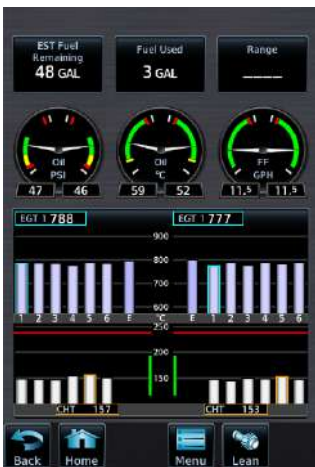 EST Fuel
Remaining
48 GAL
Fuel Used
3 GAL
Range
____
Oil
PSI
47 46
Oil
°C
59 52
FF
GPH
11.5 11.5
EGT 1 788
EGT 1 777
900
800
700
600
1 2 3 4 5 6 E °C E 1 2 3 4 5 6
250
200
150
CHT 157
CHT 153
Back Home Menu Lean